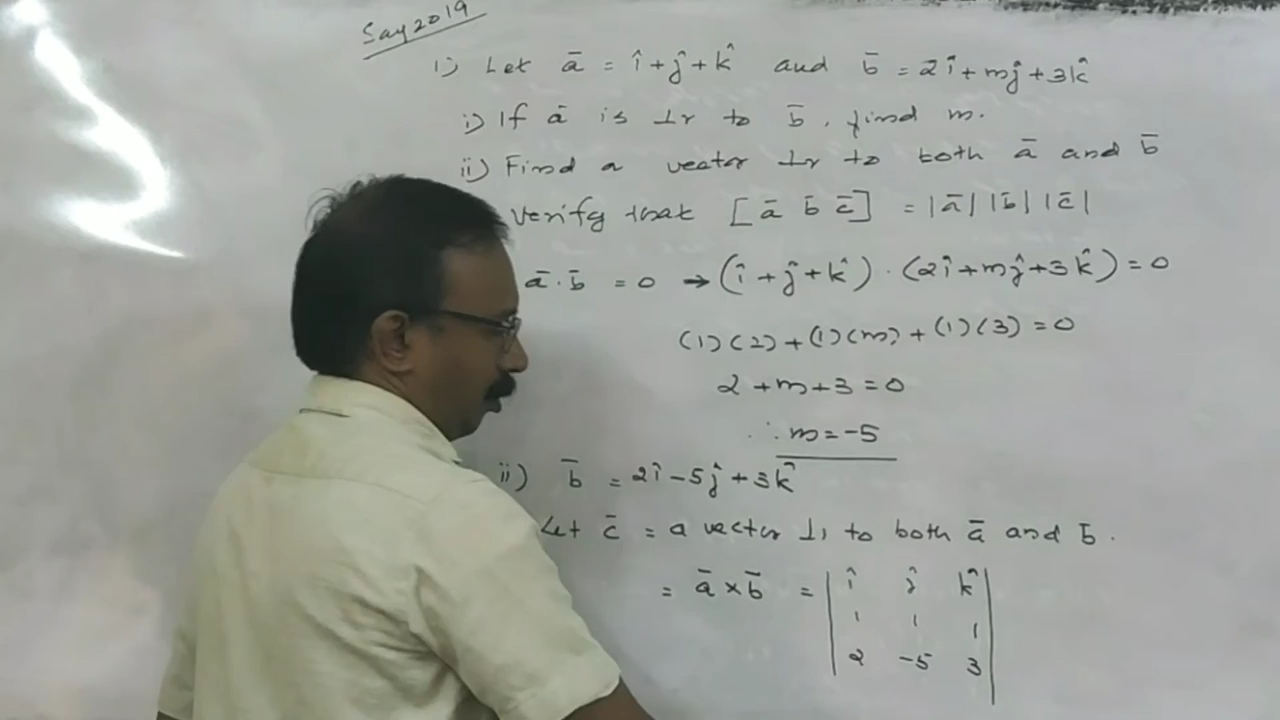 Say 2019
1) Let ā = î+ĵ+k̂ and b̄ = 2î+mĵ+3k̂
i) If ā is ⊥r to b̄, find m.
ii) Find a vector ⊥r to both ā and b̄
Verify that [ā b̄ c̄] = |ā| |b̄| |c̄|
ā·b̄ = 0 → (î+ĵ+k̂)·(2î+mĵ+3k̂) = 0
(1)(2)+(1)(m)+(1)(3) = 0
2+m+3 = 0
∴ m = -5
ii) b̄ = 2î-5ĵ+3k̂
Let c̄ = a vector ⊥r to both ā and b̄.
= ā×b̄ = | î ĵ k̂ |
| 1 1 1 |
| 2 -5 3 |